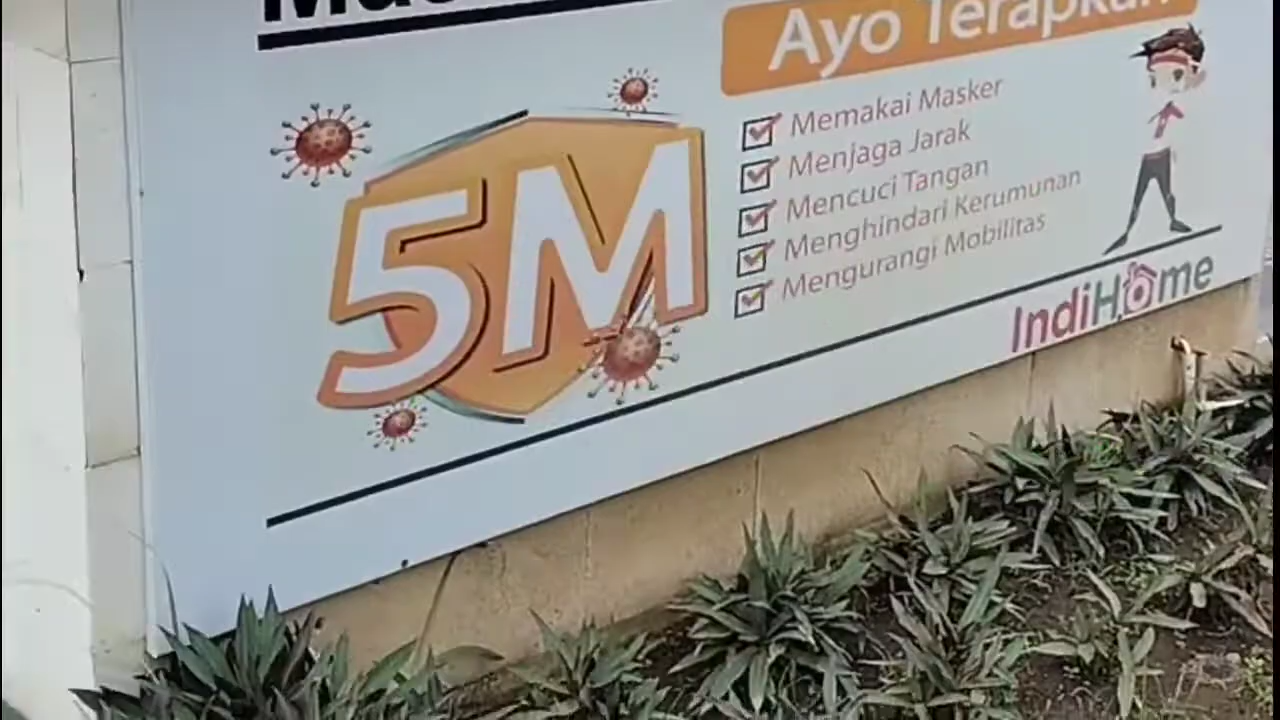 Ayo Terapkan
5M
Memakai Masker
Menjaga Jarak
Mencuci Tangan
Menghindari Kerumunan
Mengurangi Mobilitas
IndiHome